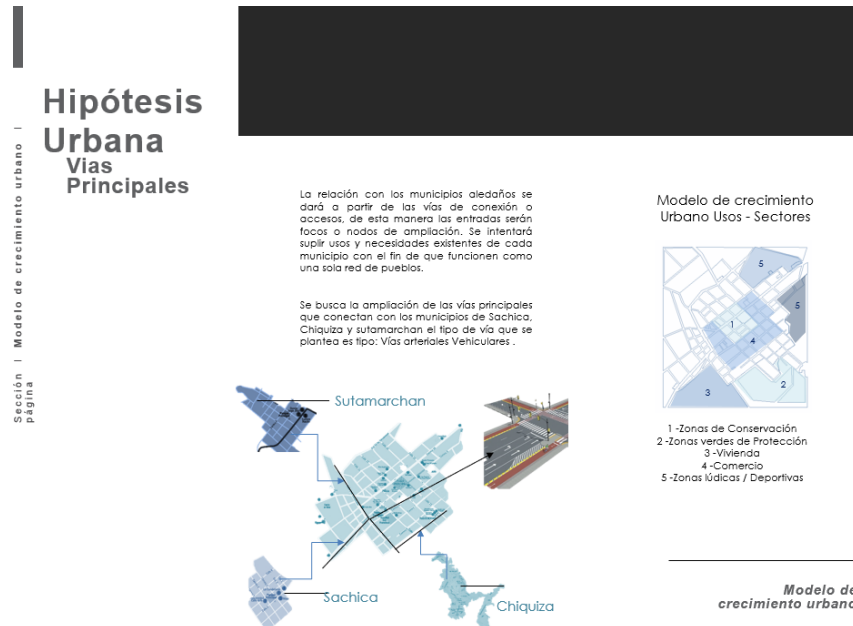 Hipótesis
Urbana
Vias
Principales
Sección | Modelo de crecimiento urbano |
página
La relación con los municipios aledaños se
dará a partir de las vías de conexión o
accesos, de esta manera las entradas serán
focos o nodos de ampliación. Se intentará
suplir usos y necesidades existentes de cada
municipio con el fin de que funcionen como
una sola red de pueblos.
Se busca la ampliación de las vías principales
que conectan con los municipios de Sachica,
Chiquiza y sutamarchan el tipo de vía que se
plantea es tipo: Vías arteriales Vehiculares .
Sutamarchan
Sachica
Chiquiza
Modelo de crecimiento
Urbano Usos - Sectores
5
5
1
4
3
2
1 -Zonas de Conservación
2 -Zonas verdes de Protección
3 -Vivienda
4 -Comercio
5 -Zonas lúdicas / Deportivas
Modelo de
crecimiento urbano